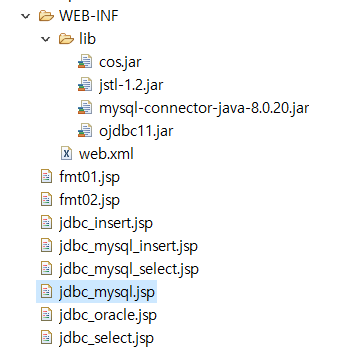 WEB-INF
lib
cos.jar
jstl-1.2.jar
mysql-connector-java-8.0.20.jar
ojdbc11.jar
web.xml
fmt01.jsp
fmt02.jsp
jdbc_insert.jsp
jdbc_mysql_insert.jsp
jdbc_mysql_select.jsp
jdbc_mysql.jsp
jdbc_oracle.jsp
jdbc_select.jsp